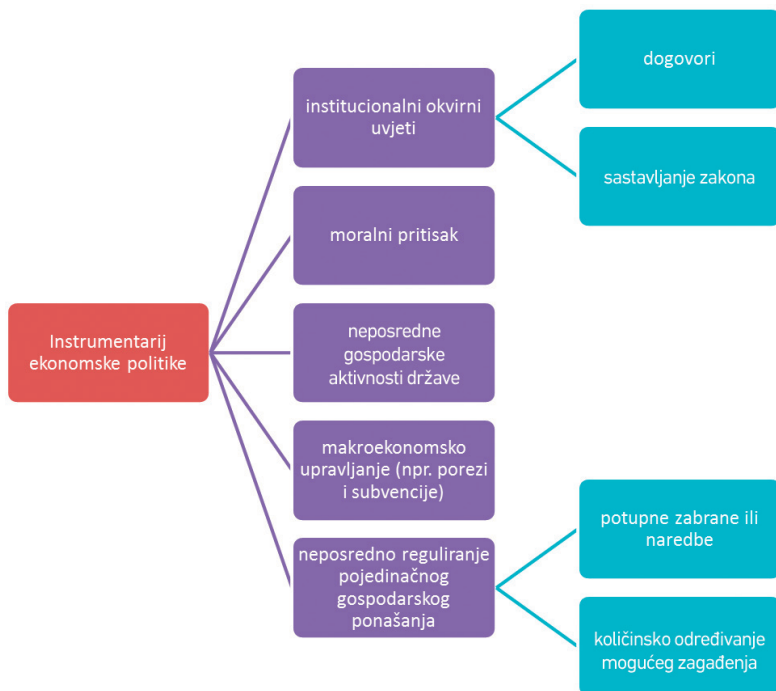 Instrumentarij
ekonomske politike
institucionalni okvirni
uvjeti
dogovori
sastavljanje zakona
moralni pritisak
neposredne
gospodarske
aktivnosti države
makroekonomsko
upravljanje (npr. porezi
i subvencije)
neposredno reguliranje
pojedinačnog
gospodarskog
ponašanja
potupne zabrane ili
naredbe
količinsko određivanje
mogućeg zagađenja